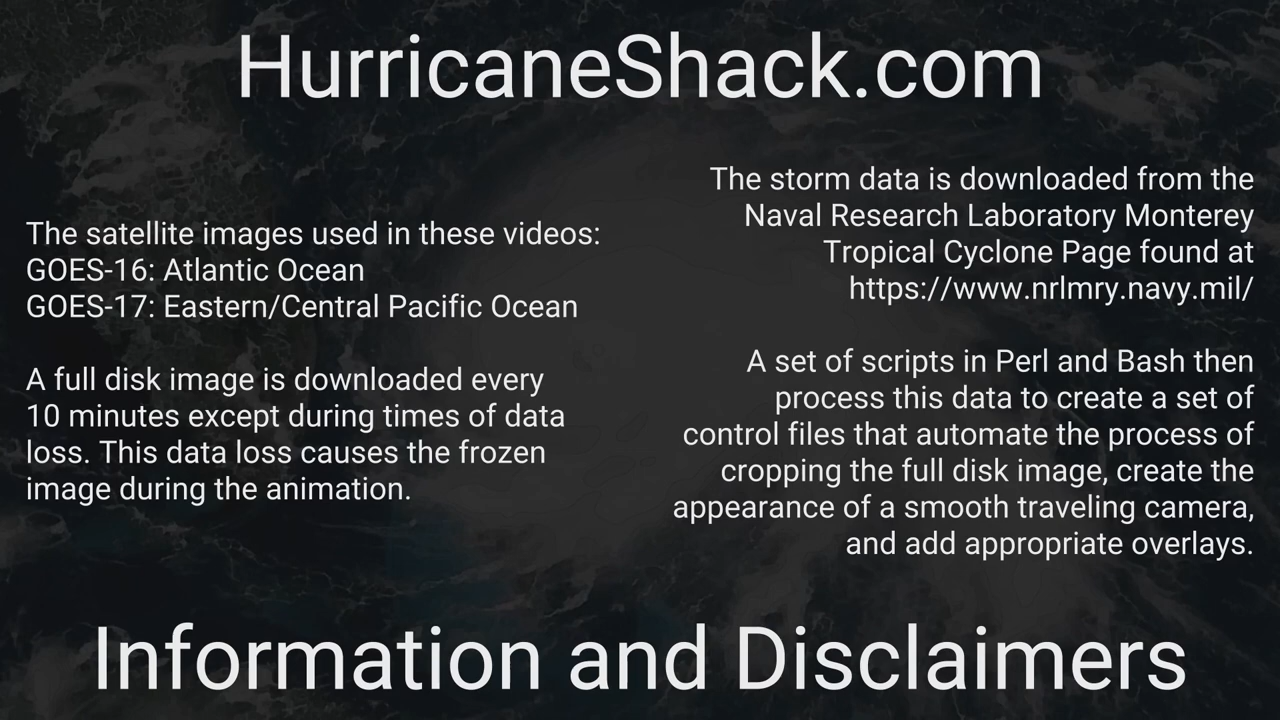 HurricaneShack.com
The satellite images used in these videos:
GOES-16: Atlantic Ocean
GOES-17: Eastern/Central Pacific Ocean
A full disk image is downloaded every
10 minutes except during times of data
loss. This data loss causes the frozen
image during the animation.
The storm data is downloaded from the
Naval Research Laboratory Monterey
Tropical Cyclone Page found at
https://www.nrlmry.navy.mil/
A set of scripts in Perl and Bash then
process this data to create a set of
control files that automate the process of
cropping the full disk image, create the
appearance of a smooth traveling camera,
and add appropriate overlays.
Information and Disclaimers